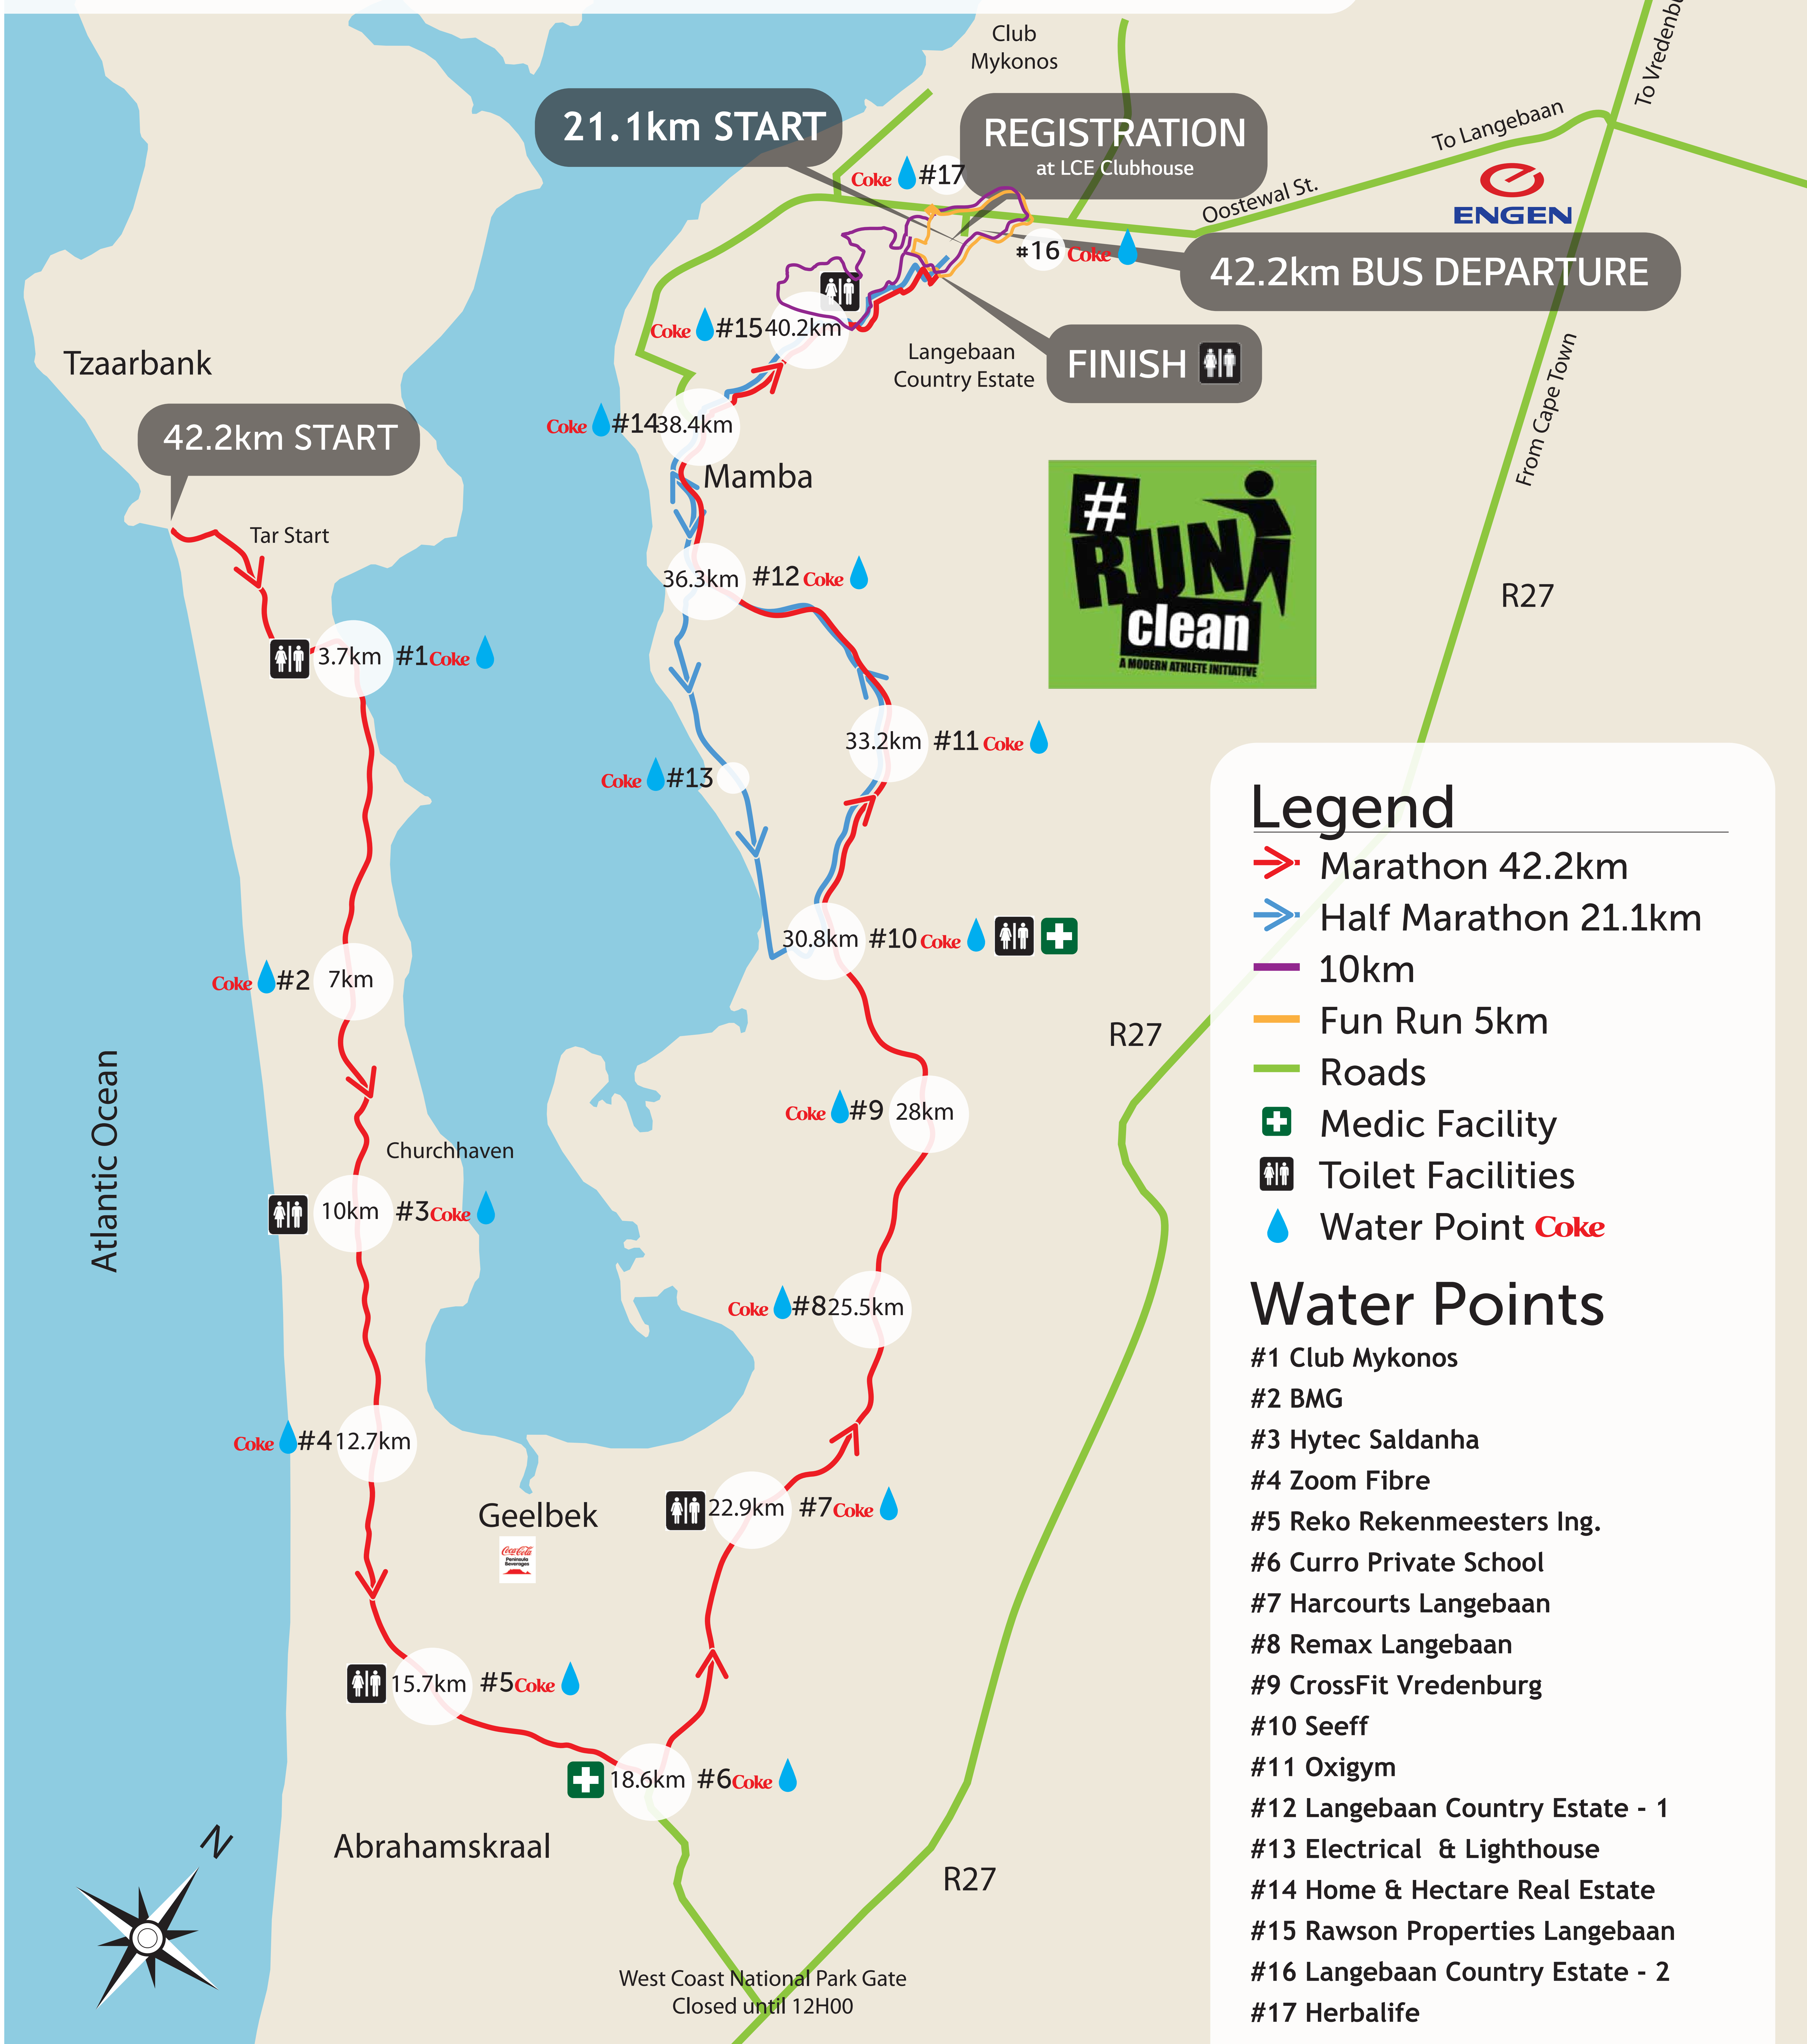 Club
Mykonos
To Langebaan
Oostewal St.
ENGEN
21.1km START
REGISTRATION
at LCE Clubhouse
Coke #17
#16 Coke
42.2km BUS DEPARTURE
Coke #15 40.2km
Langebaan
Country Estate
FINISH
From Cape Town
Tzaarbank
42.2km START
Tar Start
Coke #14 38.4km
Mamba
# RUN
clean
A MODERN ATHLETE INITIATIVE
36.3km #12 Coke
R27
3.7km #1 Coke
33.2km #11 Coke
Coke #13
30.8km #10 Coke
Coke #2 7km
R27
Coke #9 28km
Atlantic Ocean
Churchhaven
10km #3 Coke
Coke #8 25.5km
Coke #4 12.7km
Geelbek
Coca-Cola
Peninsula
Beverages
22.9km #7 Coke
15.7km #5 Coke
18.6km #6 Coke
Abrahamskraal
N
R27
West Coast National Park Gate
Closed until 12H00
Legend
Marathon 42.2km
Half Marathon 21.1km
10km
Fun Run 5km
Roads
Medic Facility
Toilet Facilities
Water Point Coke
Water Points
#1 Club Mykonos
#2 BMG
#3 Hytec Saldanha
#4 Zoom Fibre
#5 Reko Rekenmeesters Ing.
#6 Curro Private School
#7 Harcourts Langebaan
#8 Remax Langebaan
#9 CrossFit Vredenburg
#10 Seeff
#11 Oxigym
#12 Langebaan Country Estate - 1
#13 Electrical & Lighthouse
#14 Home & Hectare Real Estate
#15 Rawson Properties Langebaan
#16 Langebaan Country Estate - 2
#17 Herbalife